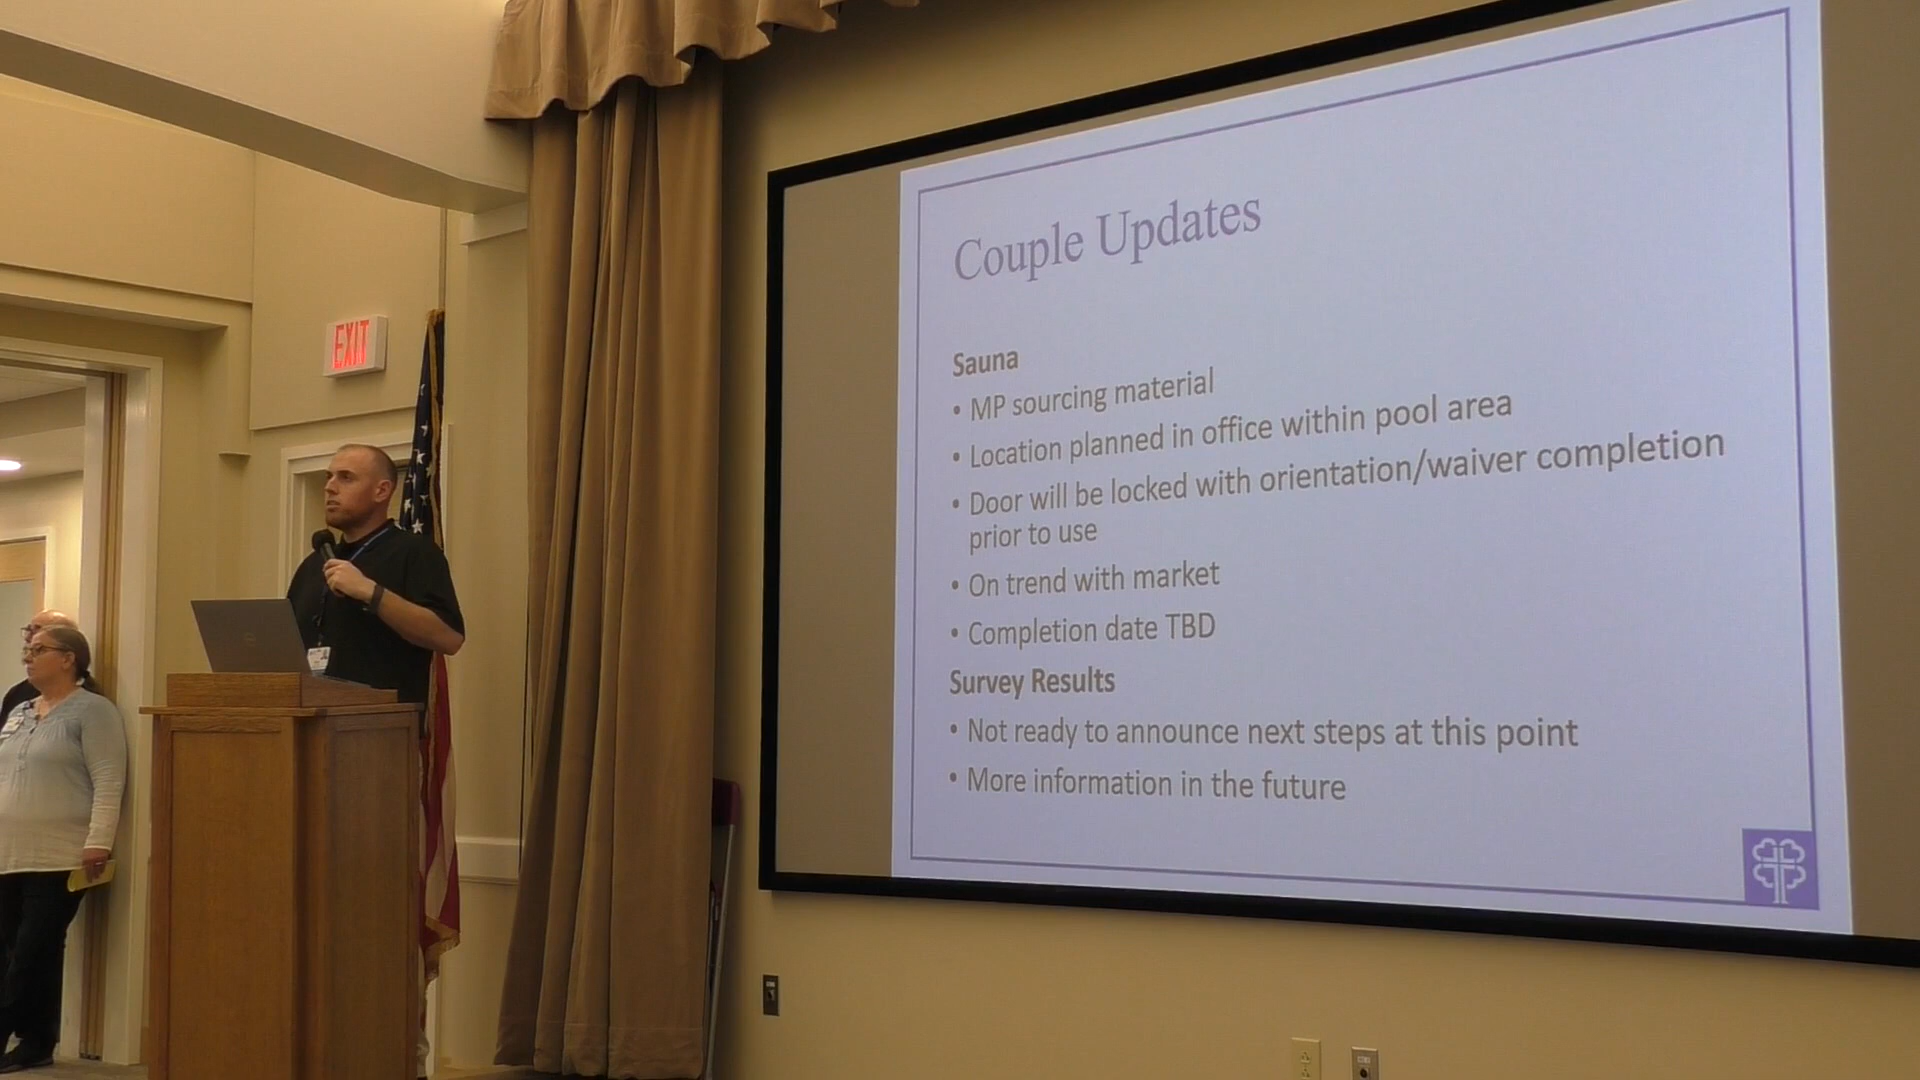 EXIT
Couple Updates
Sauna
• MP sourcing material
• Location planned in office within pool area
• Door will be locked with orientation/waiver completion
prior to use
• On trend with market
• Completion date TBD
Survey Results
• Not ready to announce next steps at this point
• More information in the future